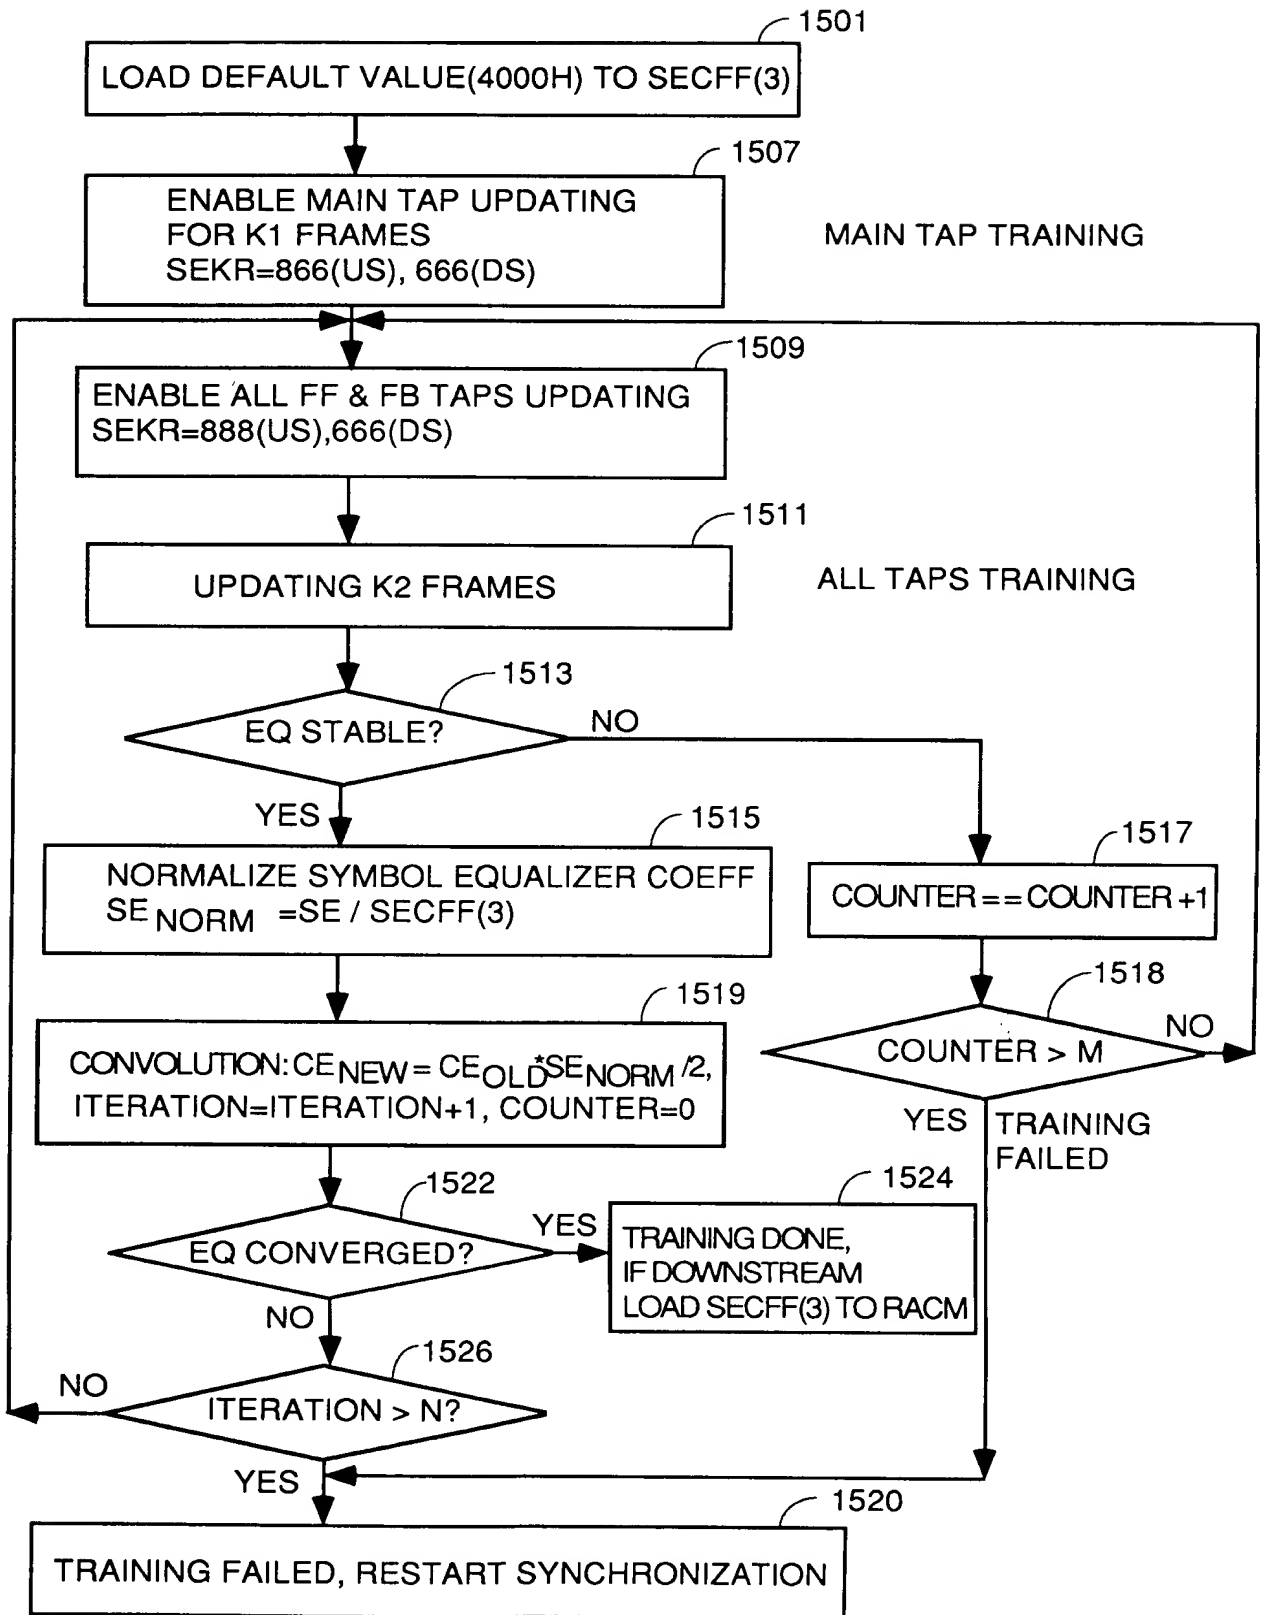 1501
LOAD DEFAULT VALUE(4000H) TO SECFF(3)
1507
ENABLE MAIN TAP UPDATING
FOR K1 FRAMES
SEKR=866(US), 666(DS)
MAIN TAP TRAINING
1509
ENABLE ALL FF & FB TAPS UPDATING
SEKR=888(US),666(DS)
1511
UPDATING K2 FRAMES
ALL TAPS TRAINING
1513
EQ STABLE?
NO
YES
1515
NORMALIZE SYMBOL EQUALIZER COEFF
SE NORM =SE / SECFF(3)
1517
COUNTER==COUNTER +1
1518
COUNTER > M
NO
YES
TRAINING
FAILED
1519
CONVOLUTION: CE NEW = CE OLD*SE NORM /2,
ITERATION=ITERATION+1, COUNTER=0
1522
EQ CONVERGED?
YES
NO
1524
TRAINING DONE,
IF DOWNSTREAM
LOAD SECFF(3) TO RACM
1526
ITERATION > N?
NO
YES
1520
TRAINING FAILED, RESTART SYNCHRONIZATION